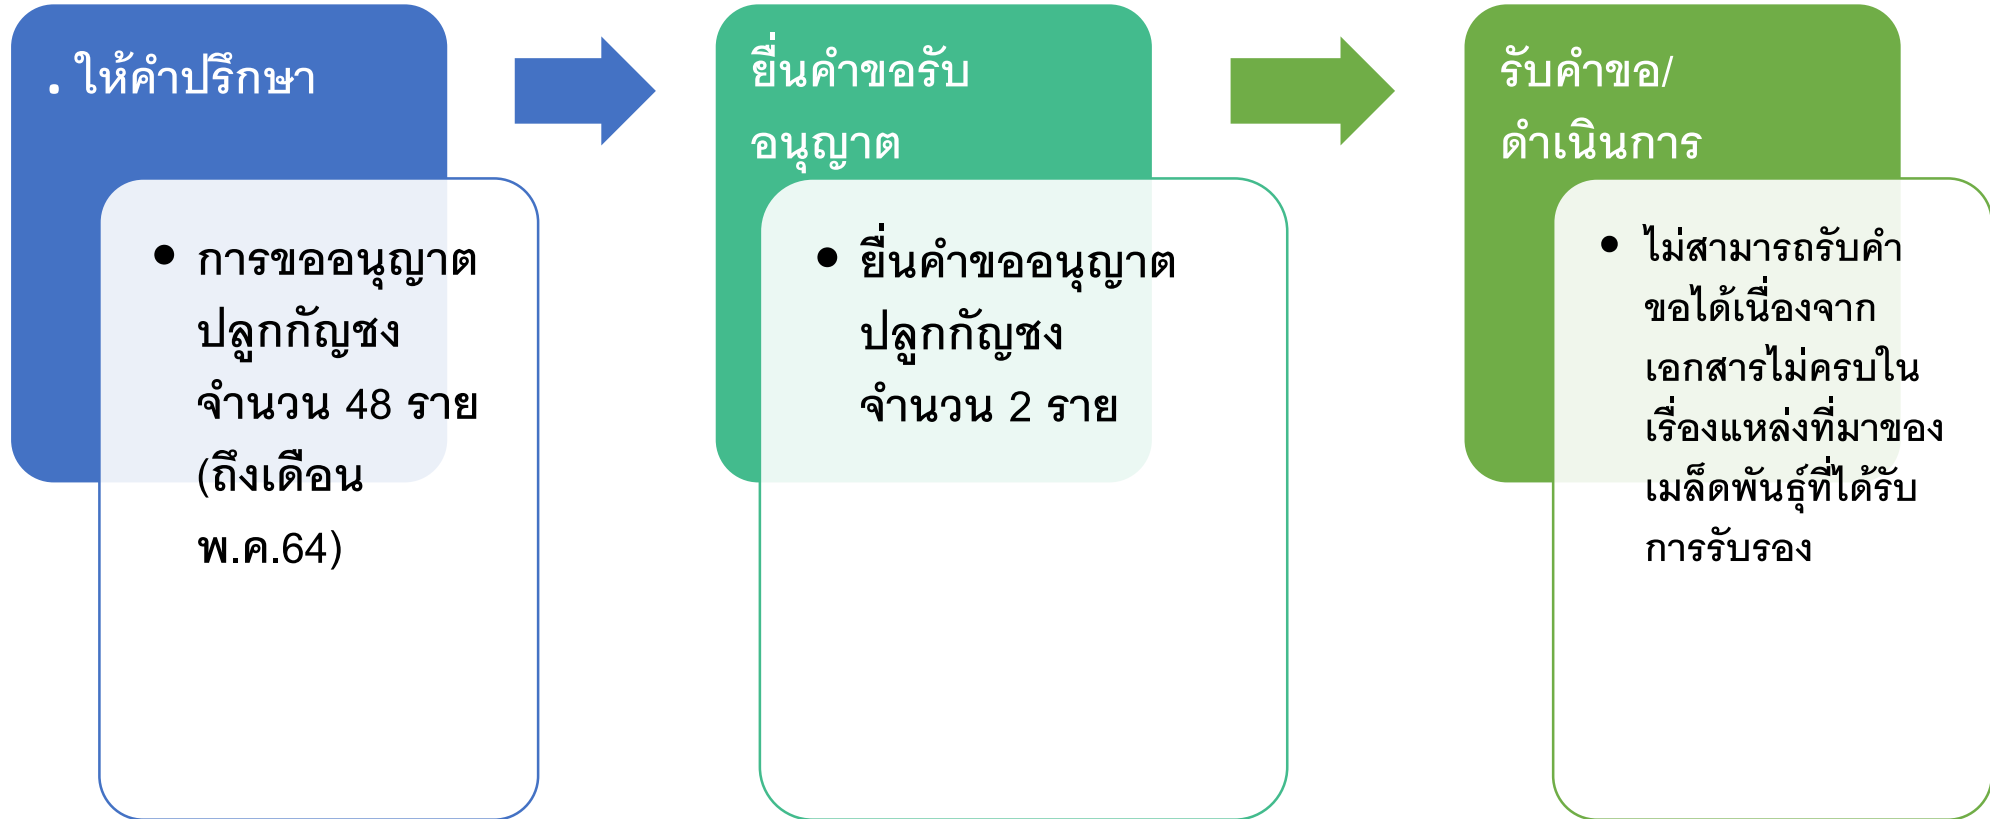 . ให้คำปรึกษา
• การขออนุญาต
ปลูกกัญชง
จำนวน 48 ราย
(ถึงเดือน
พ.ค.64)
ยื่นคำขอรับ
อนุญาต
• ยื่นคำขออนุญาต
ปลูกกัญชง
จำนวน 2 ราย
รับคำขอ/
ดำเนินการ
• ไม่สามารถรับคำ
ขอได้เนื่องจาก
เอกสารไม่ครบใน
เรื่องแหล่งที่มาของ
เมล็ดพันธุ์ที่ได้รับ
การรับรอง